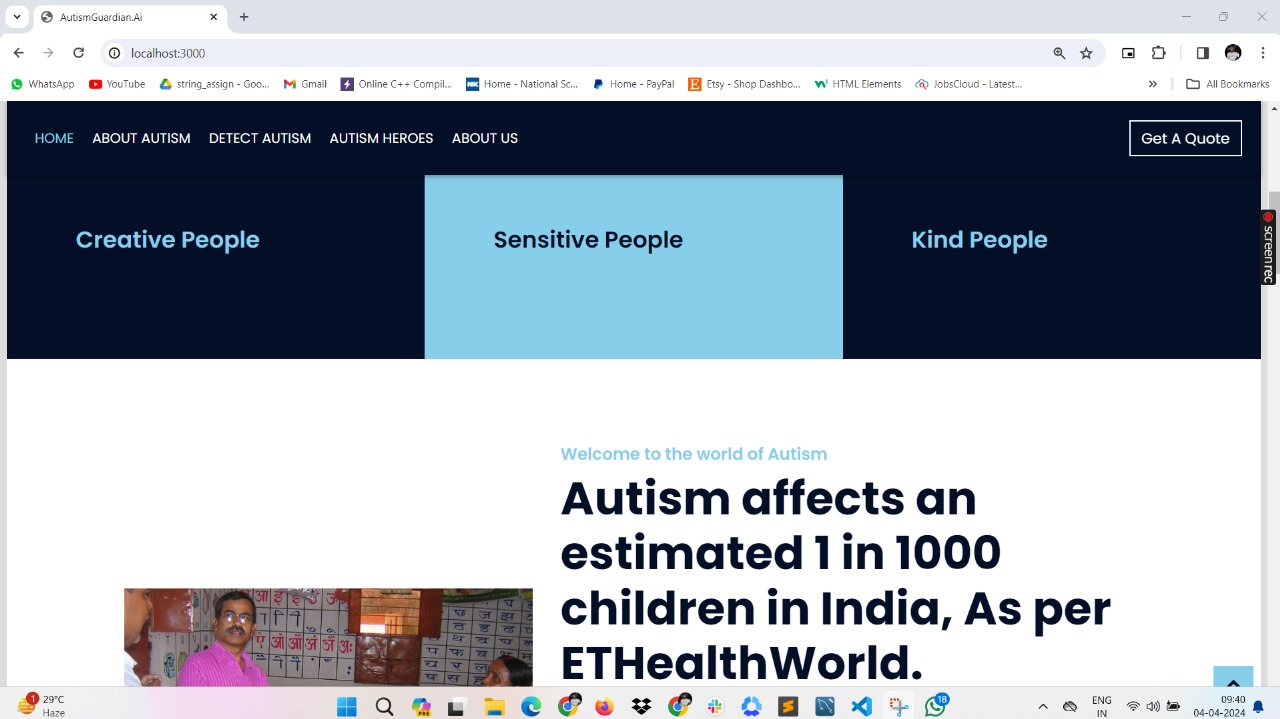 AutismGuardian.Ai
localhost:3000
WhatsApp YouTube string_assign - Goo... Gmail Online C++ Compil... Home - National Sc... Home - PayPal Etsy - Shop Dashbo... HTML Elements JobsCloud - Latest... » All Bookmarks
HOME ABOUT AUTISM DETECT AUTISM AUTISM HEROES ABOUT US Get A Quote
Creative People Sensitive People Kind People
screenrec
Welcome to the world of Autism
Autism affects an
estimated 1 in 1000
children in India, As per
ETHealthWorld.
1 29°C
Haze
18
ENG
IN
09:40
04-04-2024